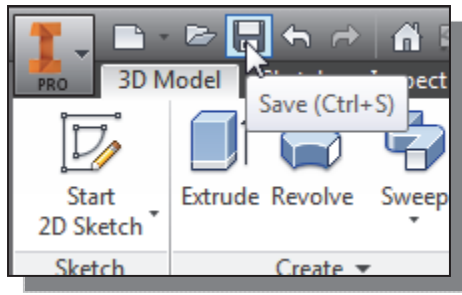 PRO
3D Model
Save (Ctrl+S)
Start
2D Sketch
Extrude Revolve Sweep
Sketch
Create